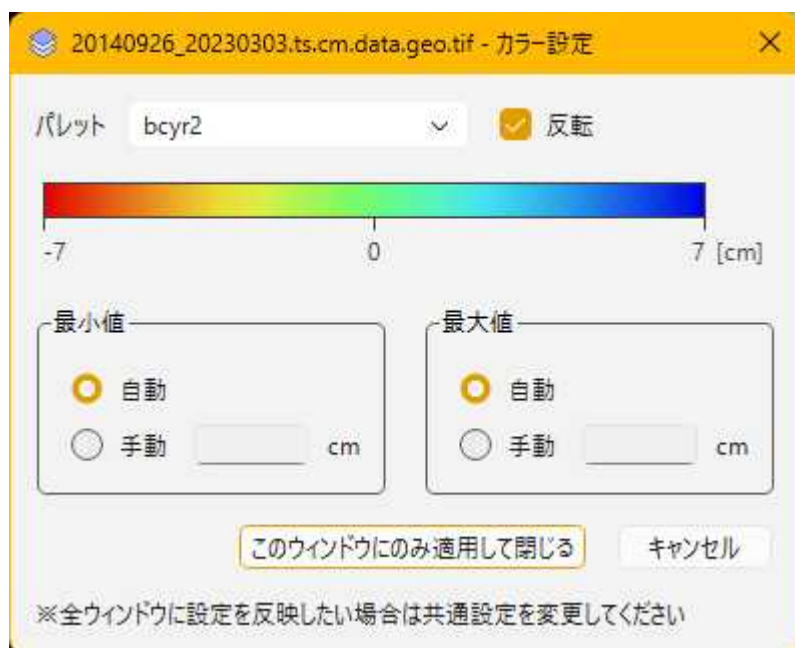 20140926_20230303.ts.cm.data.geo.tif - カラー設定
パレット bcyr2 反転
-7 0 7 [cm]
最小値 最大値
自動 自動
手動 cm 手動 cm
このウィンドウにのみ適用して閉じる キャンセル
※全ウィンドウに設定を反映したい場合は共通設定を変更してください